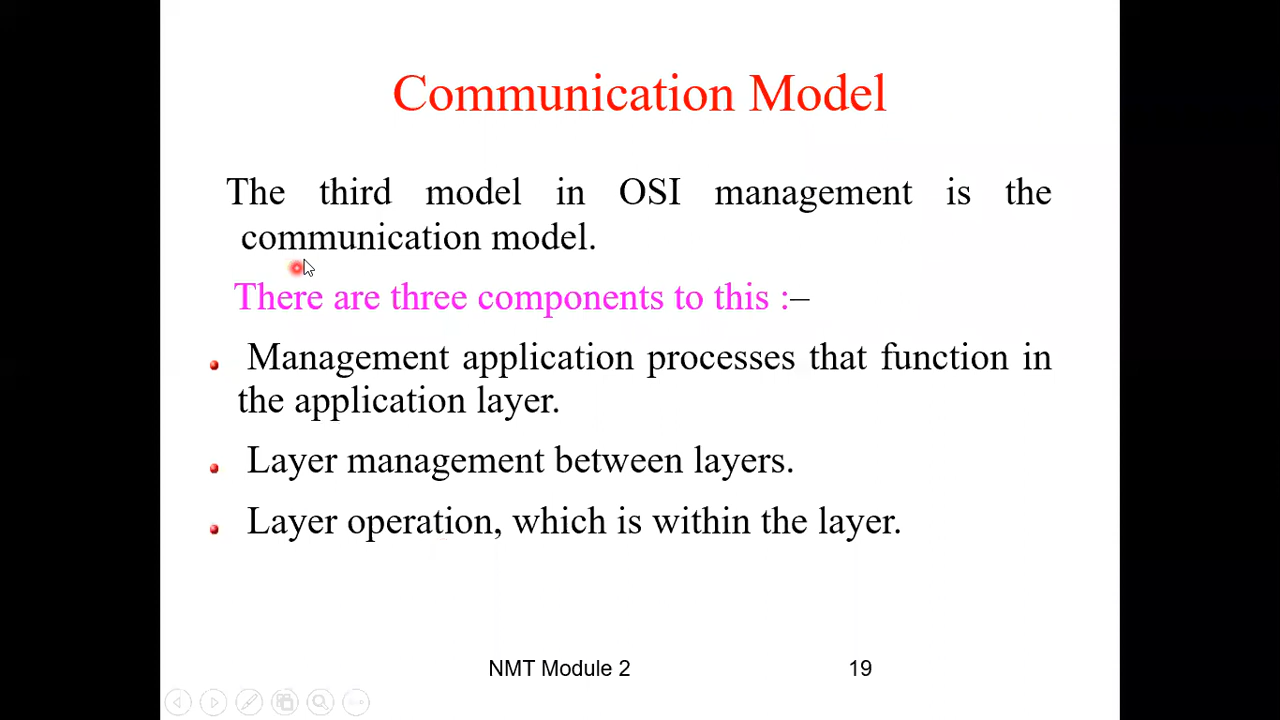 Communication Model
The third model in OSI management is the
communication model.
There are three components to this :–
Management application processes that function in
the application layer.
Layer management between layers.
Layer operation, which is within the layer.
NMT Module 2
19